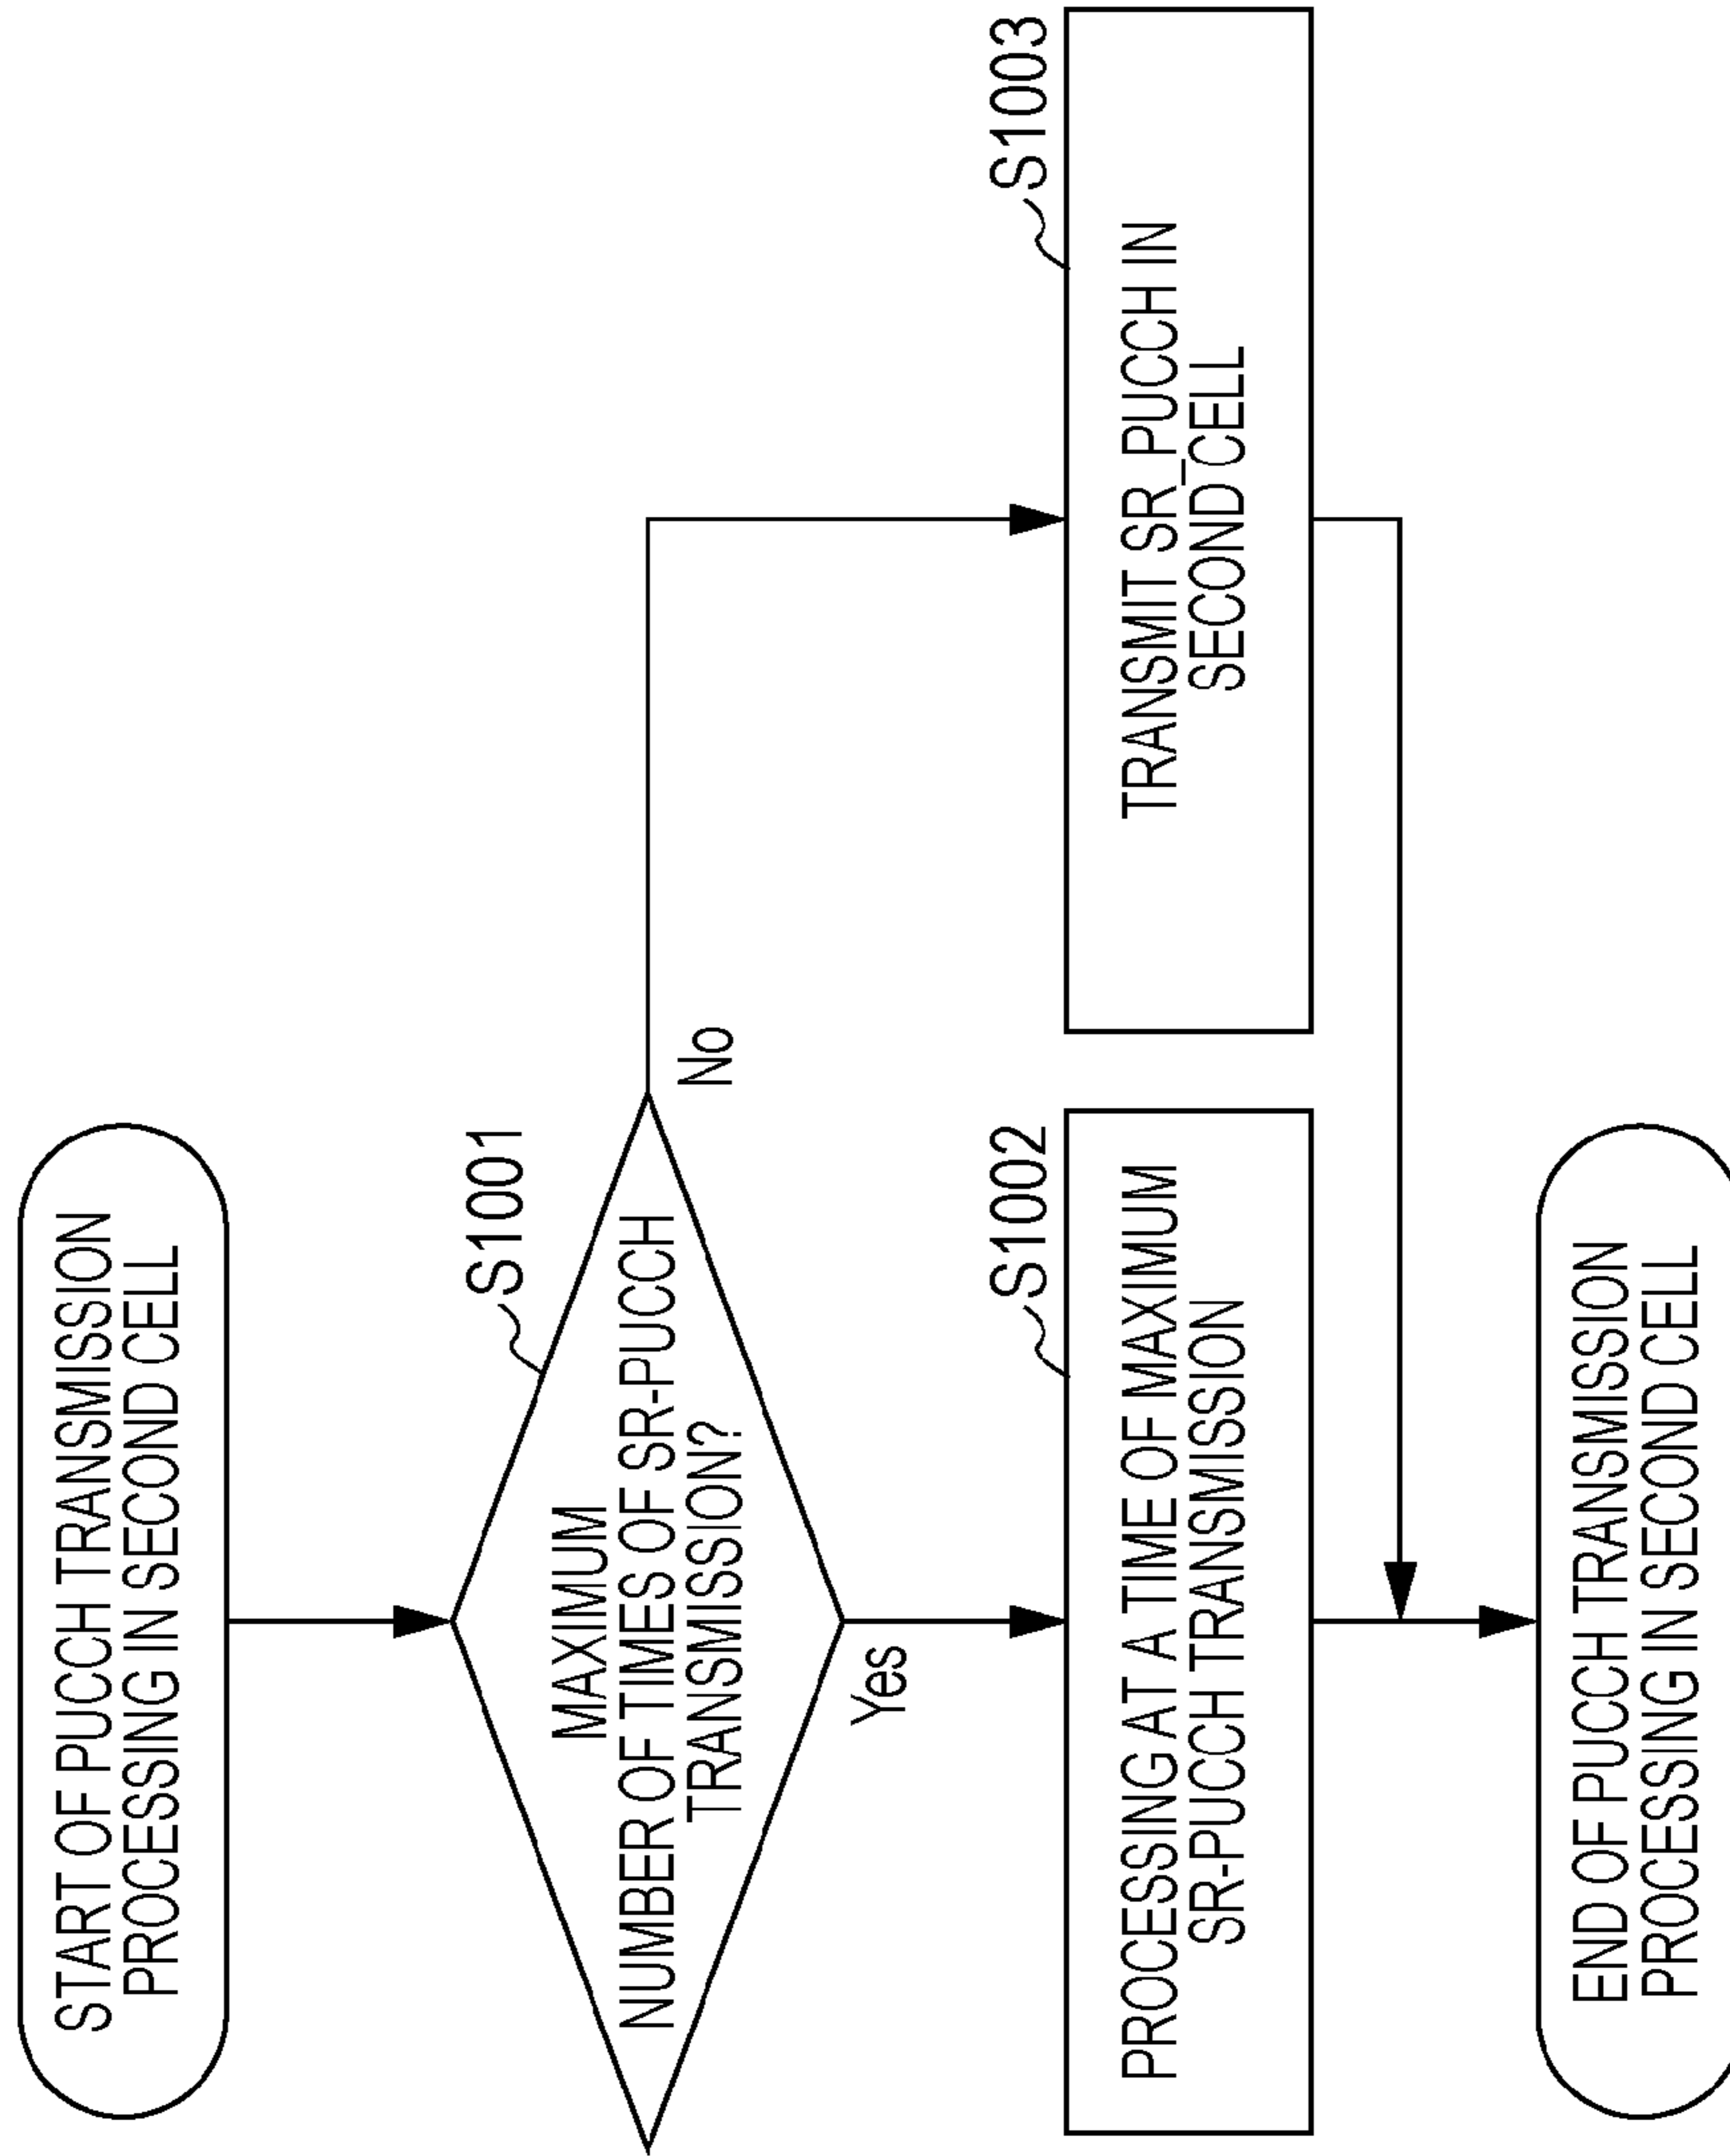 START OF PUCCH TRANSMISSION
PROCESSING IN SECOND CELL
S1001
MAXIMUM
NUMBER OF TIMES OF SR-PUCCH
TRANSMISSION?
No
Yes
S1002
PROCESSING AT A TIME OF MAXIMUM
SR-PUCCH TRANSMISSION
S1003
TRANSMIT SR_PUCCH IN
SECOND CELL
END OF PUCCH TRANSMISSION
PROCESSING IN SECOND CELL